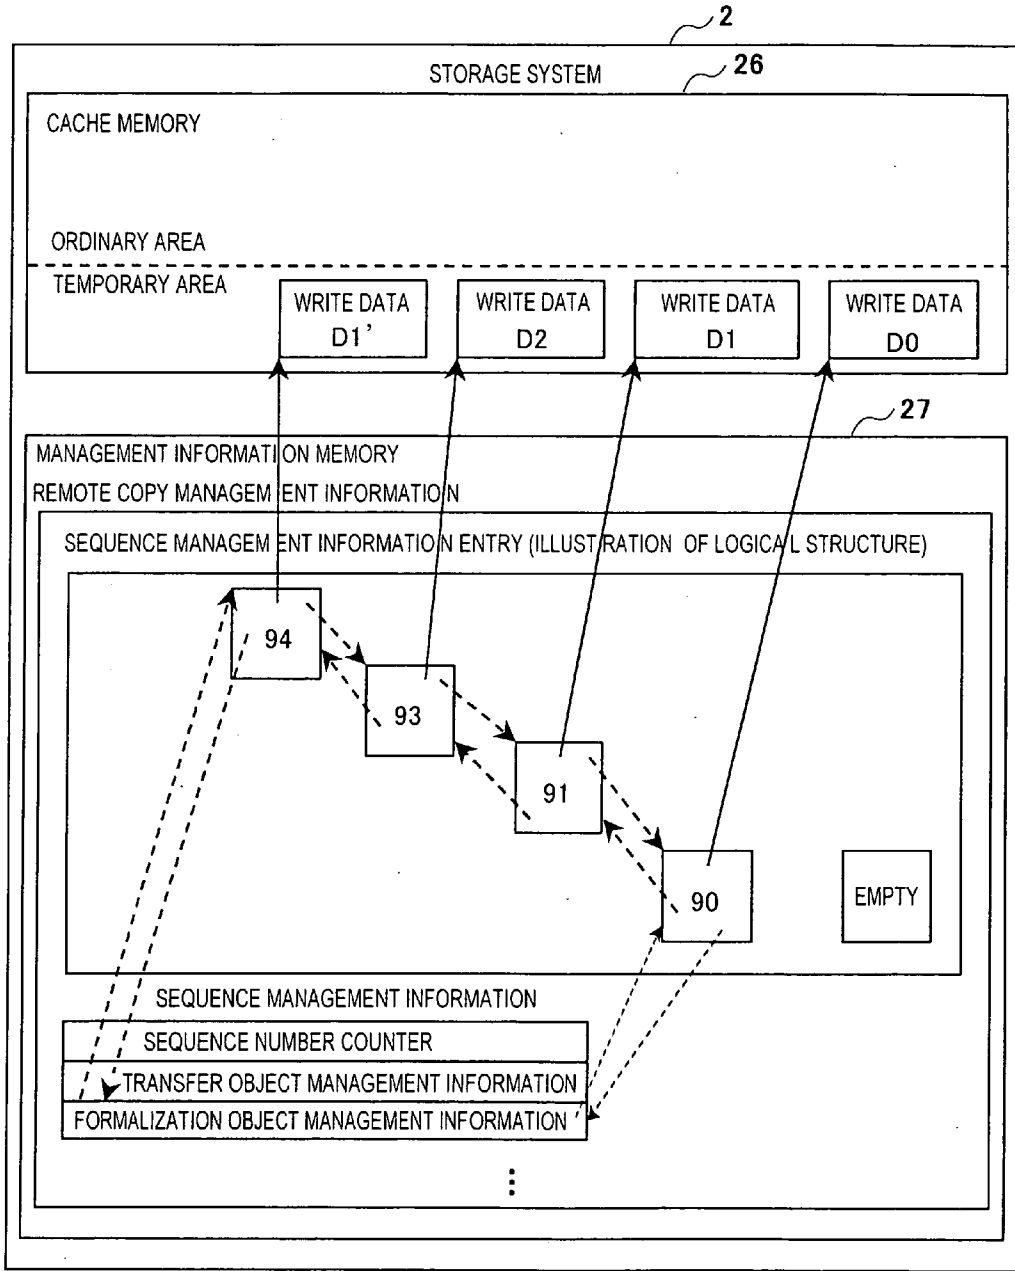 2
STORAGE SYSTEM
26
CACHE MEMORY
ORDINARY AREA
TEMPORARY AREA
WRITE DATA
D1'
WRITE DATA
D2
WRITE DATA
D1
WRITE DATA
D0
27
MANAGEMENT INFORMATION MEMORY
REMOTE COPY MANAGEMENT INFORMATION
SEQUENCE MANAGEMENT INFORMATION ENTRY (ILLUSTRATION OF LOGICAL STRUCTURE)
94
93
91
90
EMPTY
SEQUENCE MANAGEMENT INFORMATION
SEQUENCE NUMBER COUNTER
TRANSFER OBJECT MANAGEMENT INFORMATION
FORMALIZATION OBJECT MANAGEMENT INFORMATION